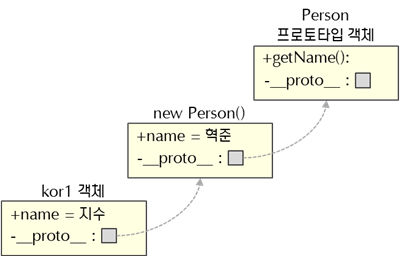 Person
프로토타입 객체
+getName():
-__proto__ :
new Person()
+name = 혁준
-__proto__ :
kor1 객체
+name = 지수
-__proto__ :